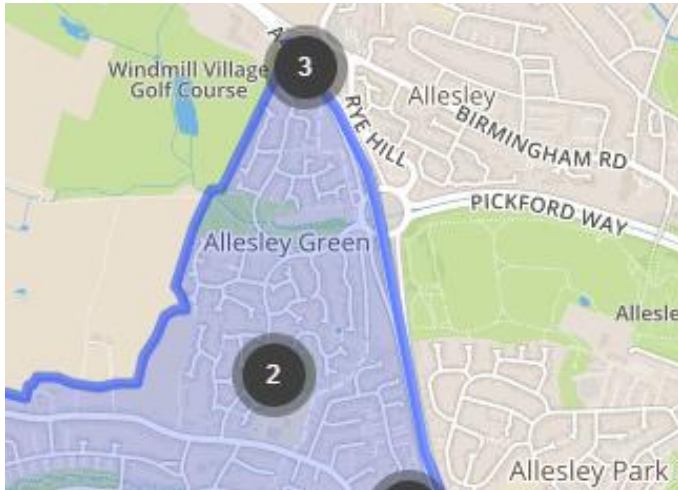 A
3
Windmill Village
Golf Course
Allesley
RYE HILL
BIRMINGHAM RD
PICKFORD WAY
Allesley Green
Allesle
2
Allesley Park